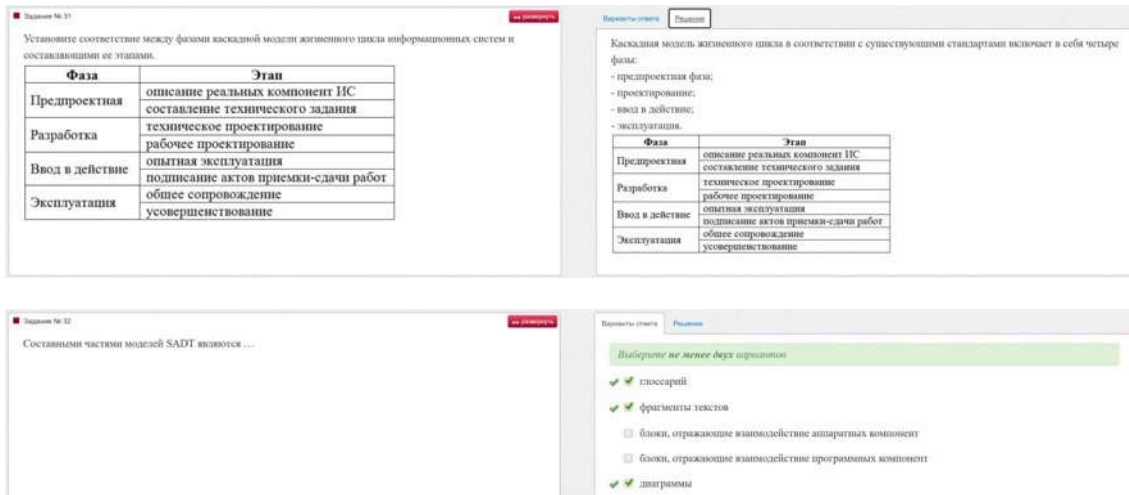 Задание № 31
развернуть
Установите соответствие между фазами каскадной модели жизненного цикла информационных систем и
составляющими ее этапами.
Фаза Этап
Предпроектная описание реальных компонент ИС
составление технического задания
Разработка техническое проектирование
рабочее проектирование
Ввод в действие опытная эксплуатация
подписание актов приемки-сдачи работ
Эксплуатация общее сопровождение
усовершенствование
Варианты ответа Решение
Каскадная модель жизненного цикла в соответствии с существующими стандартами включает в себя четыре
фазы:
- предпроектная фаза;
- проектирование;
- ввод в действие;
- эксплуатация.
Фаза Этап
Предпроектная описание реальных компонент ИС
составление технического задания
Разработка техническое проектирование
рабочее проектирование
Ввод в действие опытная эксплуатация
подписание актов приемки-сдачи работ
Эксплуатация общее сопровождение
усовершенствование
Задание № 32
развернуть
Составными частями моделей SADT являются …
Варианты ответа Решение
Выберите не менее двух вариантов
глоссарий
фрагменты текстов
блоки, отражающие взаимодействие аппаратных компонент
блоки, отражающие взаимодействие программных компонент
диаграммы